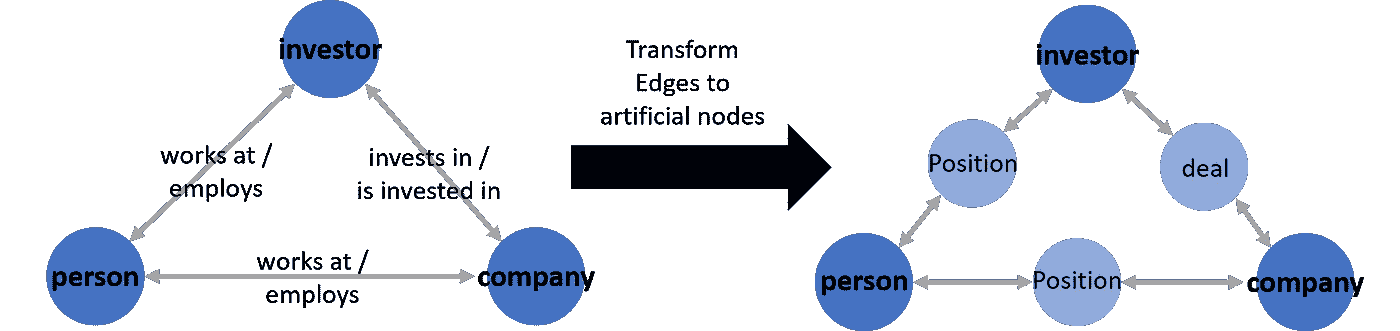 investor
works at /
employs
invests in /
is invested in
person
works at /
employs
company
Transform
Edges to
artificial nodes
investor
Position
deal
person
Position
company